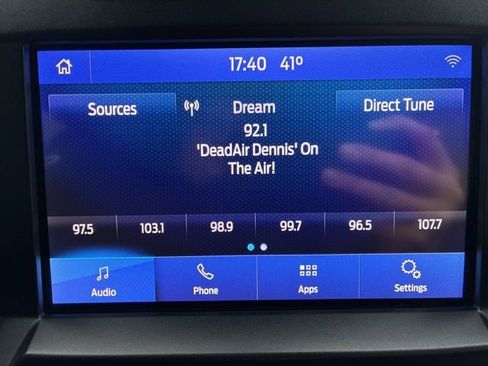 17:40 41º
Sources
Dream
Direct Tune
92.1
'DeadAir Dennis' On
The Air!
97.5 103.1 98.9 99.7 96.5 107.7
Audio Phone Apps Settings